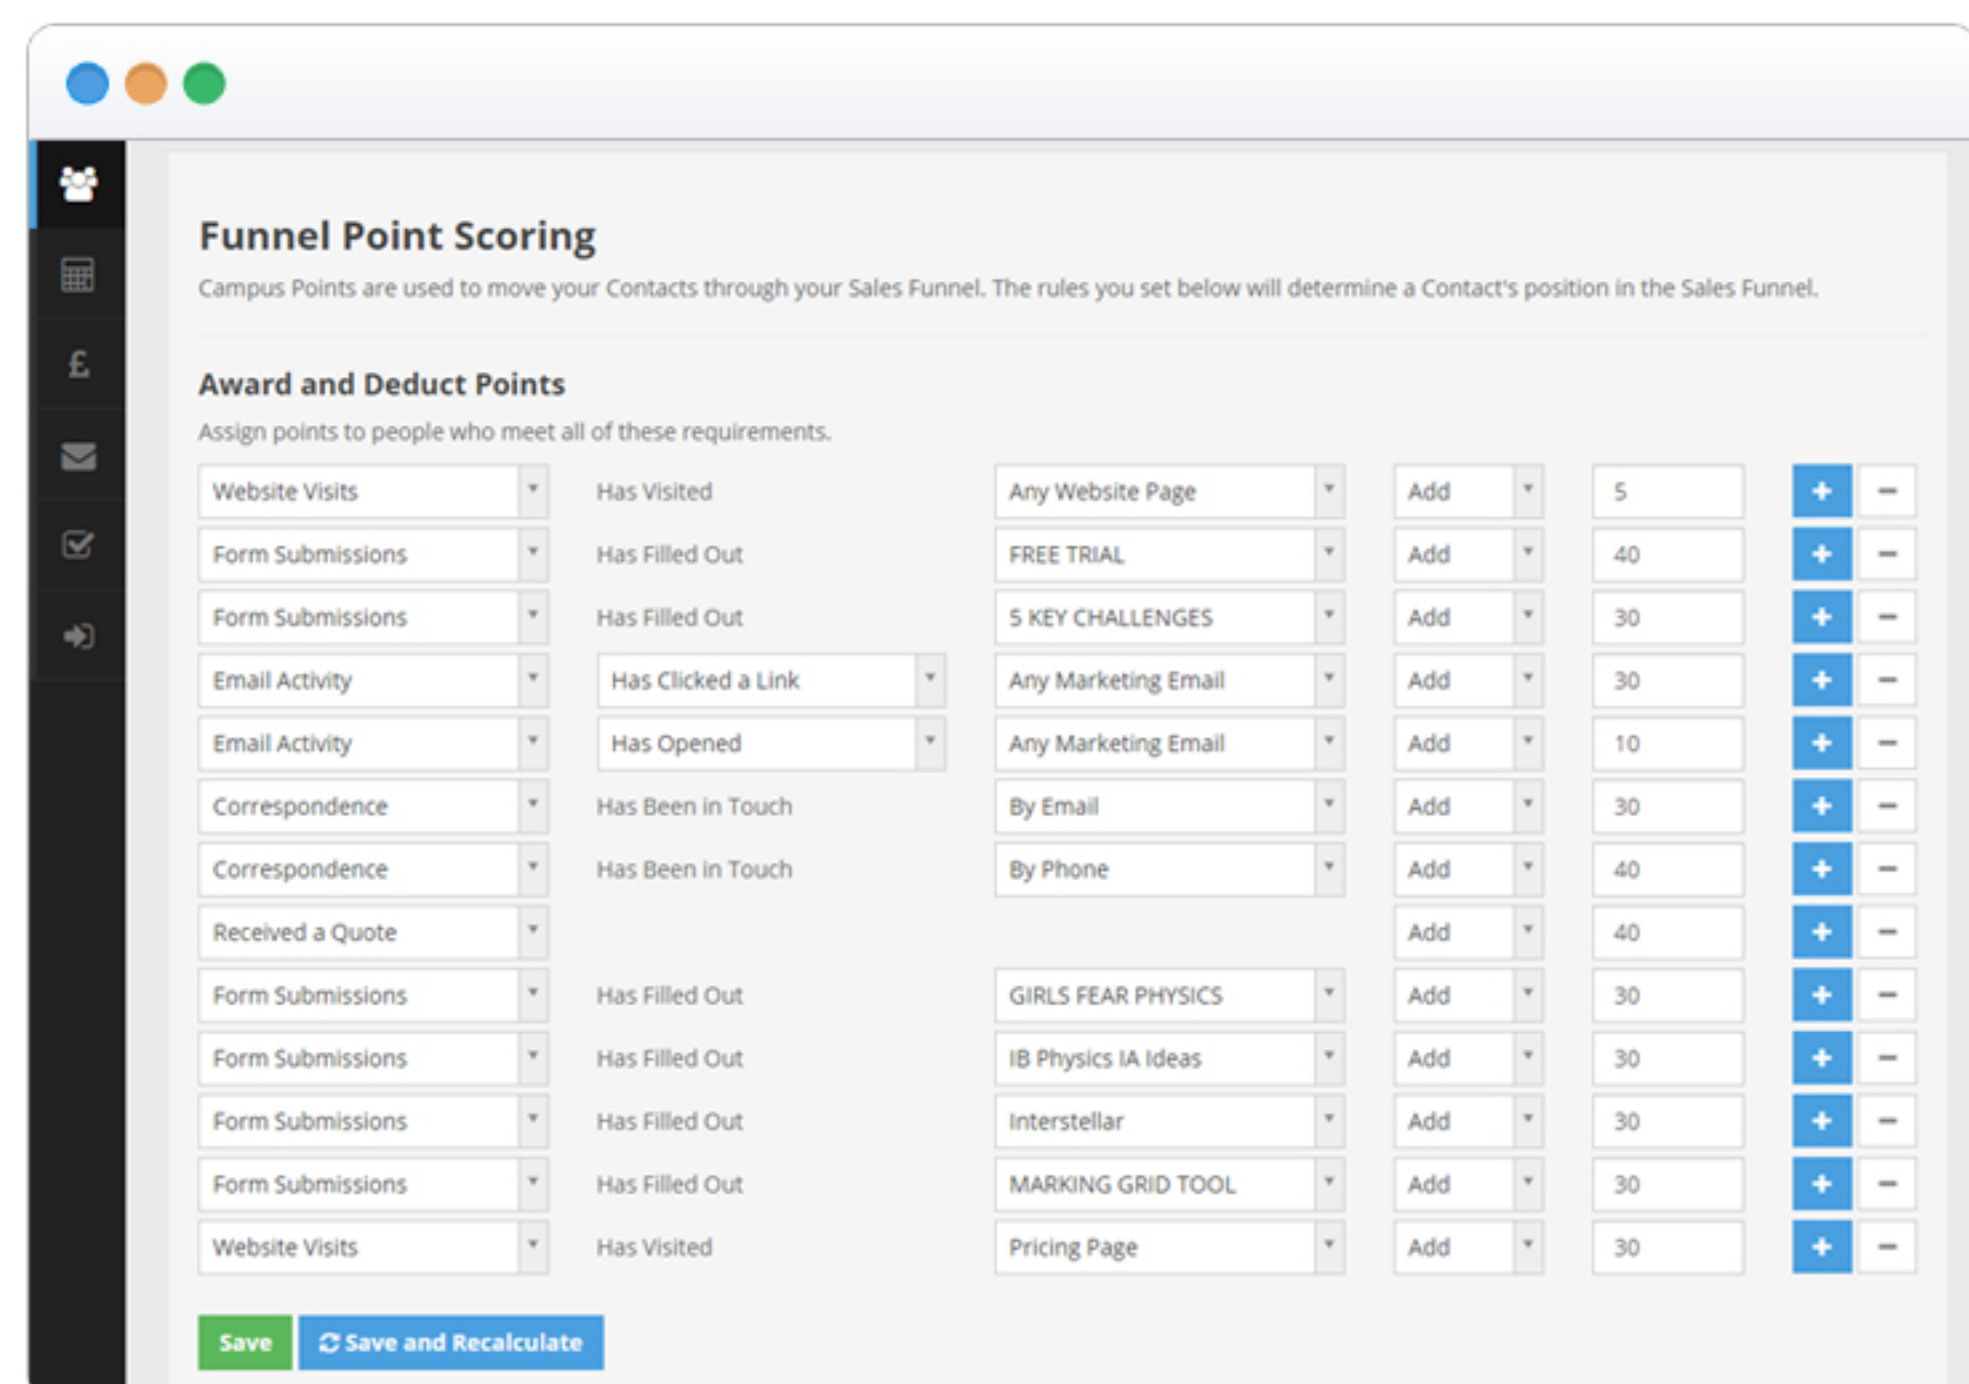 Funnel Point Scoring
Campus Points are used to move your Contacts through your Sales Funnel. The rules you set below will determine a Contact's position in the Sales Funnel.
£
Award and Deduct Points
Assign points to people who meet all of these requirements.
Website Visits Has Visited Any Website Page Add 5 + −
Form Submissions Has Filled Out FREE TRIAL Add 40 + −
Form Submissions Has Filled Out 5 KEY CHALLENGES Add 30 + −
Email Activity Has Clicked a Link Any Marketing Email Add 30 + −
Email Activity Has Opened Any Marketing Email Add 10 + −
Correspondence Has Been in Touch By Email Add 30 + −
Correspondence Has Been in Touch By Phone Add 40 + −
Received a Quote Add 40 + −
Form Submissions Has Filled Out GIRLS FEAR PHYSICS Add 30 + −
Form Submissions Has Filled Out IB Physics IA Ideas Add 30 + −
Form Submissions Has Filled Out Interstellar Add 30 + −
Form Submissions Has Filled Out MARKING GRID TOOL Add 30 + −
Website Visits Has Visited Pricing Page Add 30 + −
Save Save and Recalculate